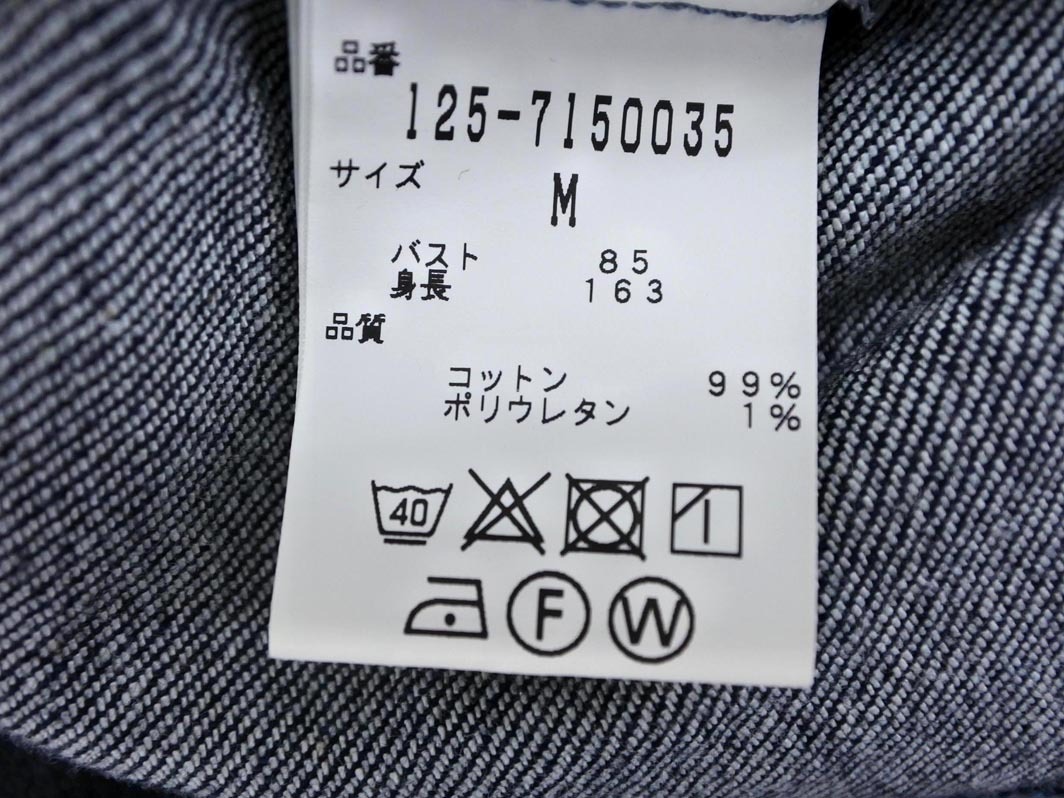 品番
125-7150035
サイズ
M
バスト 85
身長 163
品質
コットン 99%
ポリウレタン 1%
40
F W